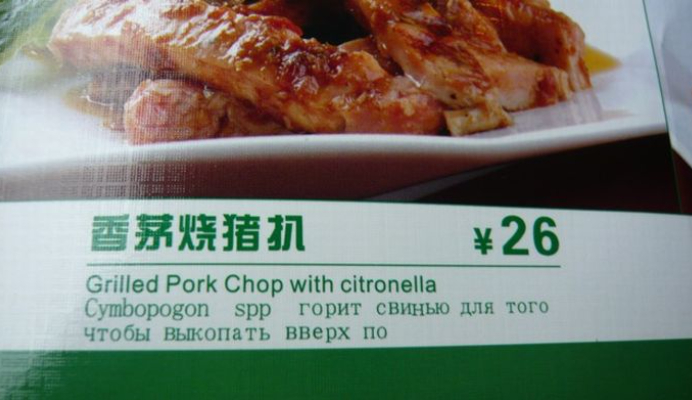 香茅烧猪扒
¥26
Grilled Pork Chop with citronella
Cymbopogon spp горит свинью для того
чтобы выкопать вверх по